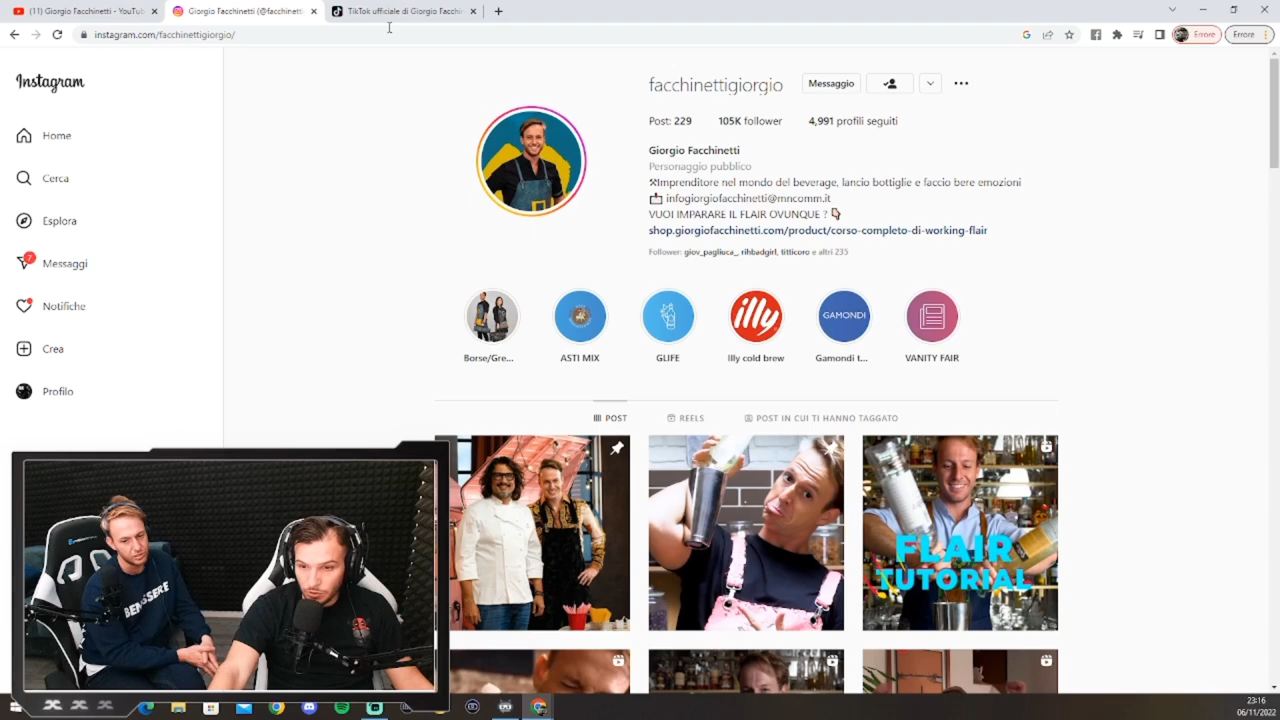 (11) Giorgio Facchinetti - YouTub
Giorgio Facchinetti (@facchinetti
TikTok ufficiale di Giorgio Facchin
instagram.com/facchinettigiorgio/
Errore
Errore
Instagram
Home
Cerca
Esplora
7
Messaggi
Notifiche
Crea
Profilo
facchinettigiorgio
Messaggio
Post: 229 105K follower 4,991 profili seguiti
Giorgio Facchinetti
Personaggio pubblico
⚒Imprenditore nel mondo del beverage, lancio bottiglie e faccio bere emozioni
📩 infogiorgiofacchinetti@mncomm.it
VUOI IMPARARE IL FLAIR OVUNQUE ? 👇
shop.giorgiofacchinetti.com/product/corso-completo-di-working-flair
Follower: giov_pagliuca_, rihbadgirl, titticoro e altri 235
illy
GAMONDI
Borse/Gre... ASTI MIX GLIFE Illy cold brew Gamondi t... VANITY FAIR
POST REELS POST IN CUI TI HANNO TAGGATO
FLAIR
TUTORIAL
23:16
06/11/2022